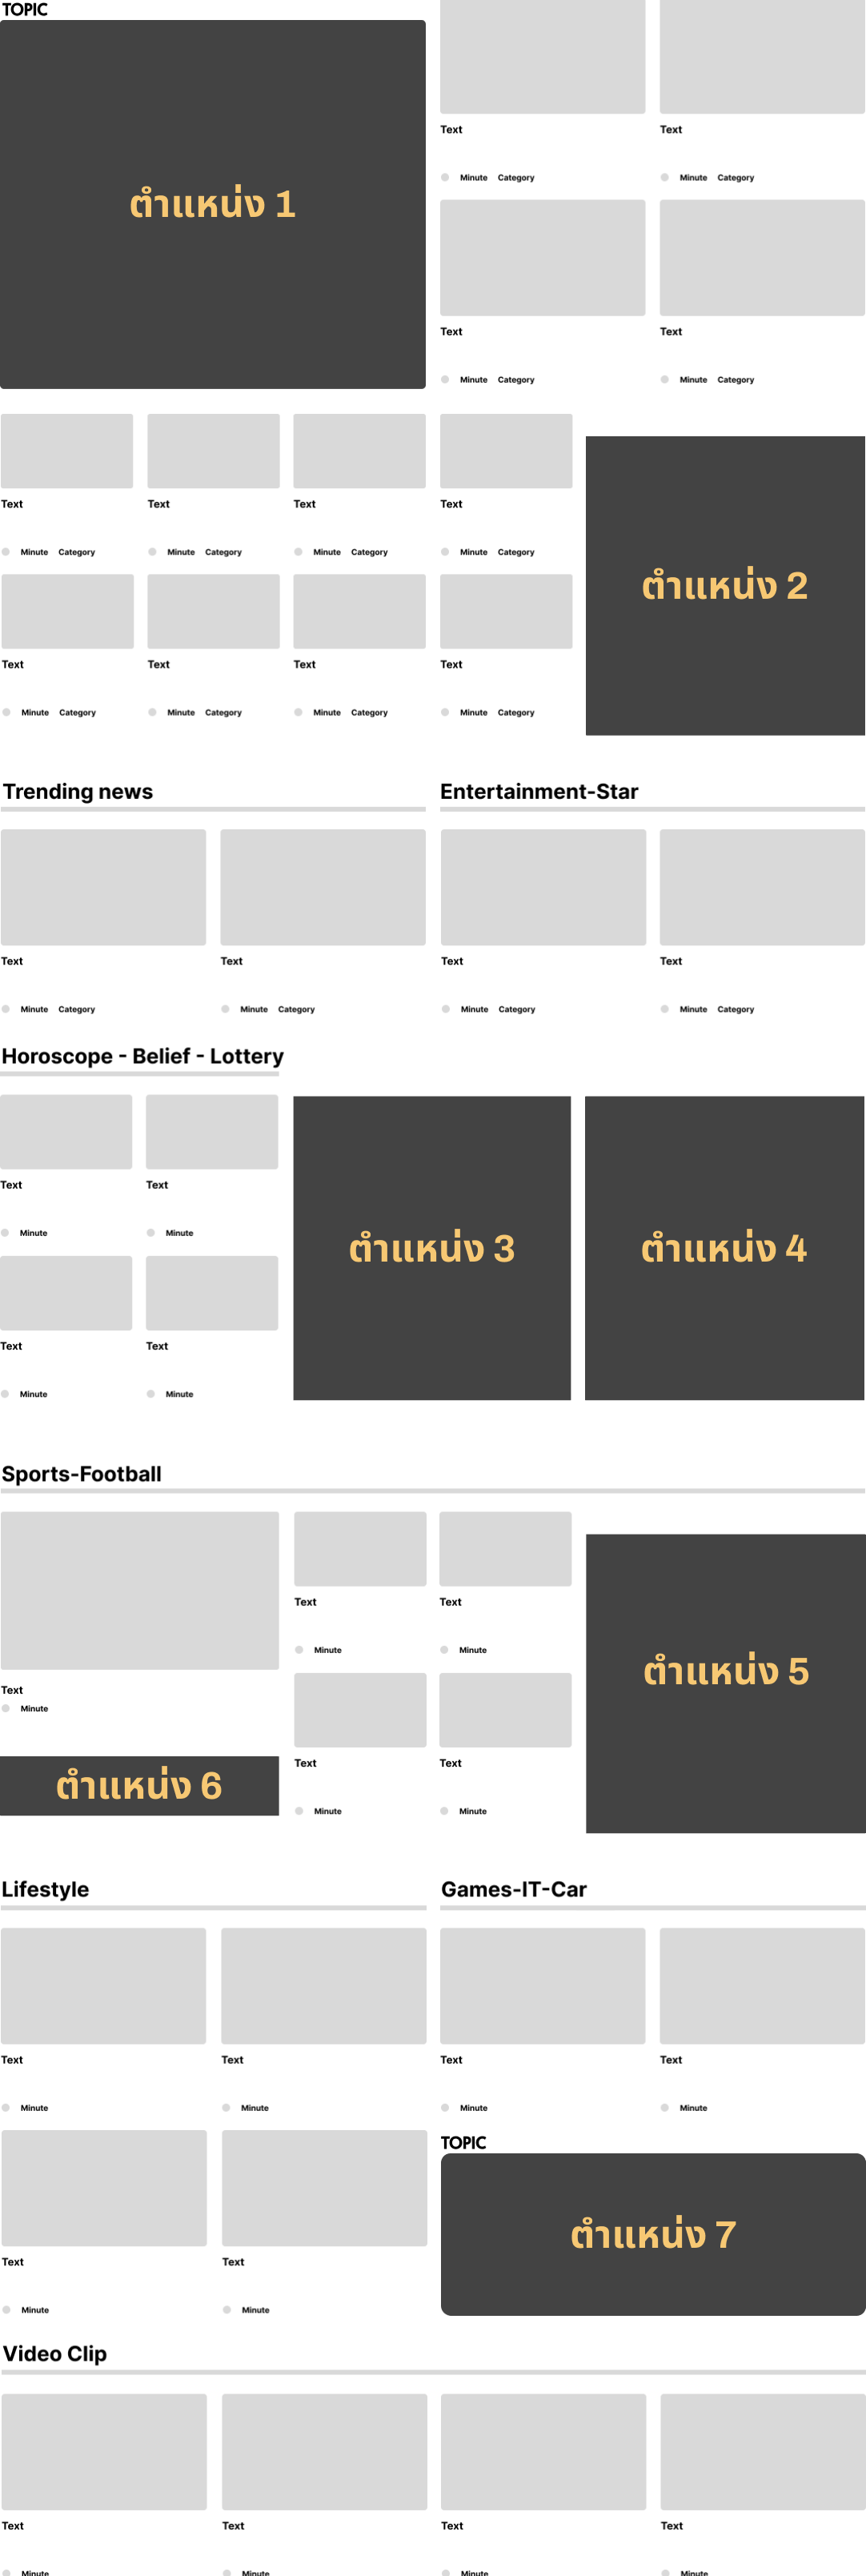 TOPIC
ตำแหน่ง 1
Text
Text
Minute Category
Minute Category
Text
Text
Minute Category
Minute Category
Text
Text
Text
Text
Minute Category
Minute Category
Minute Category
Minute Category
ตำแหน่ง 2
Text
Text
Text
Text
Minute Category
Minute Category
Minute Category
Minute Category
Trending news
Entertainment-Star
Text
Text
Text
Text
Minute Category
Minute Category
Minute Category
Minute Category
Horoscope - Belief - Lottery
Text
Text
Minute
Minute
ตำแหน่ง 3
ตำแหน่ง 4
Text
Text
Minute
Minute
Sports-Football
Text
Minute
Text
Text
Minute
Minute
ตำแหน่ง 5
Text
Text
Minute
Minute
ตำแหน่ง 6
Lifestyle
Games-IT-Car
Text
Text
Text
Text
Minute
Minute
Minute
Minute
TOPIC
ตำแหน่ง 7
Text
Text
Minute
Minute
Video Clip
Text
Text
Text
Text
Minute
Minute
Minute
Minute